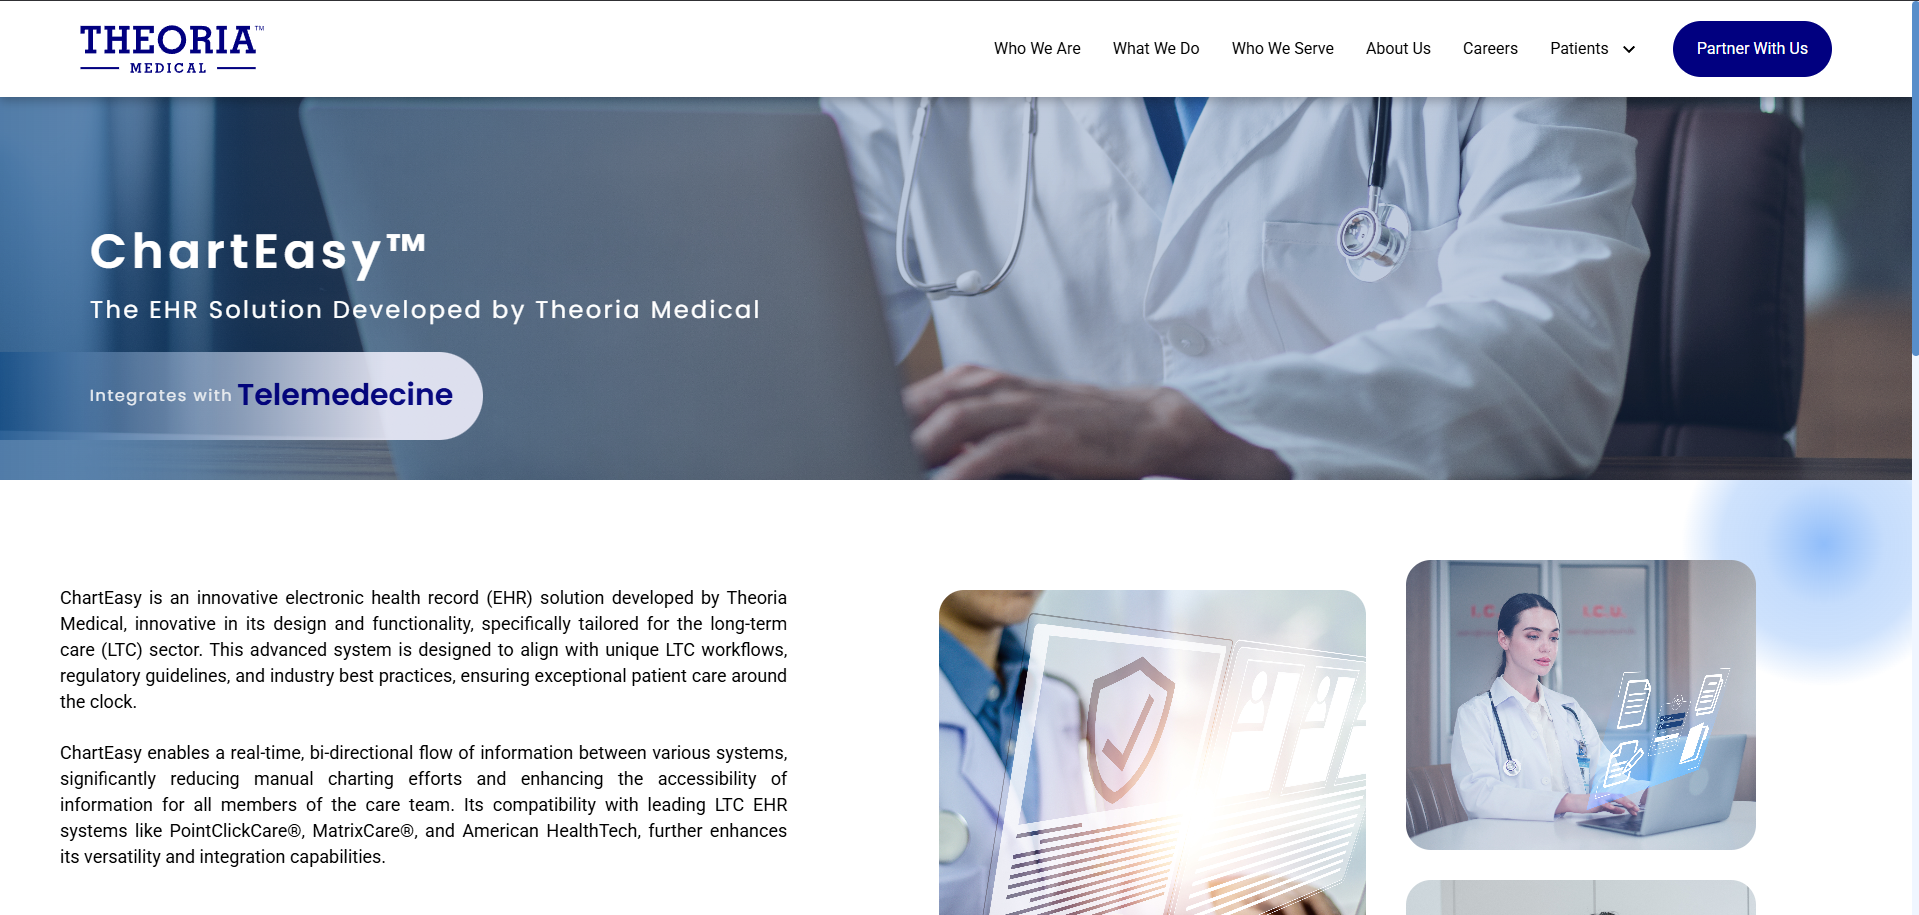 THEORIA™
MEDICAL
Who We Are
What We Do
Who We Serve
About Us
Careers
Patients
Partner With Us
ChartEasy™
The EHR Solution Developed by Theoria Medical
Integrates with Telemedecine
ChartEasy is an innovative electronic health record (EHR) solution developed by Theoria
Medical, innovative in its design and functionality, specifically tailored for the long-term
care (LTC) sector. This advanced system is designed to align with unique LTC workflows,
regulatory guidelines, and industry best practices, ensuring exceptional patient care around
the clock.
ChartEasy enables a real-time, bi-directional flow of information between various systems,
significantly reducing manual charting efforts and enhancing the accessibility of
information for all members of the care team. Its compatibility with leading LTC EHR
systems like PointClickCare®, MatrixCare®, and American HealthTech, further enhances
its versatility and integration capabilities.
I.C.U.